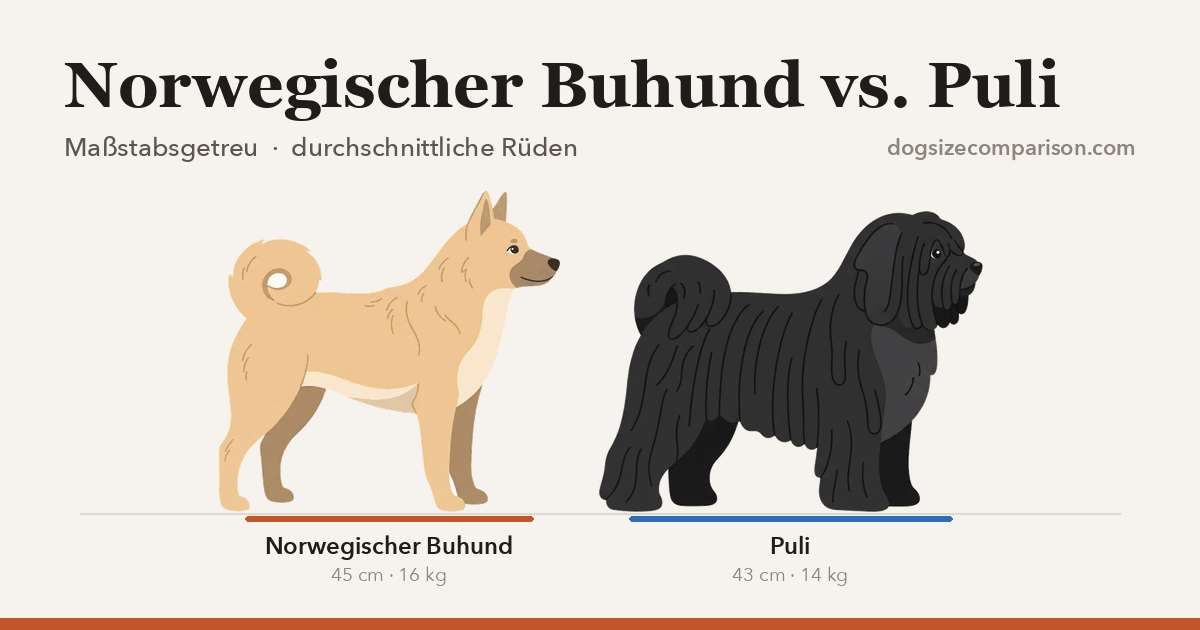 Norwegischer Buhund vs. Puli
Maßstabsgetreu · durchschnittliche Rüden
dogsizecomparison.com
Norwegischer Buhund
45 cm · 16 kg
Puli
43 cm · 14 kg